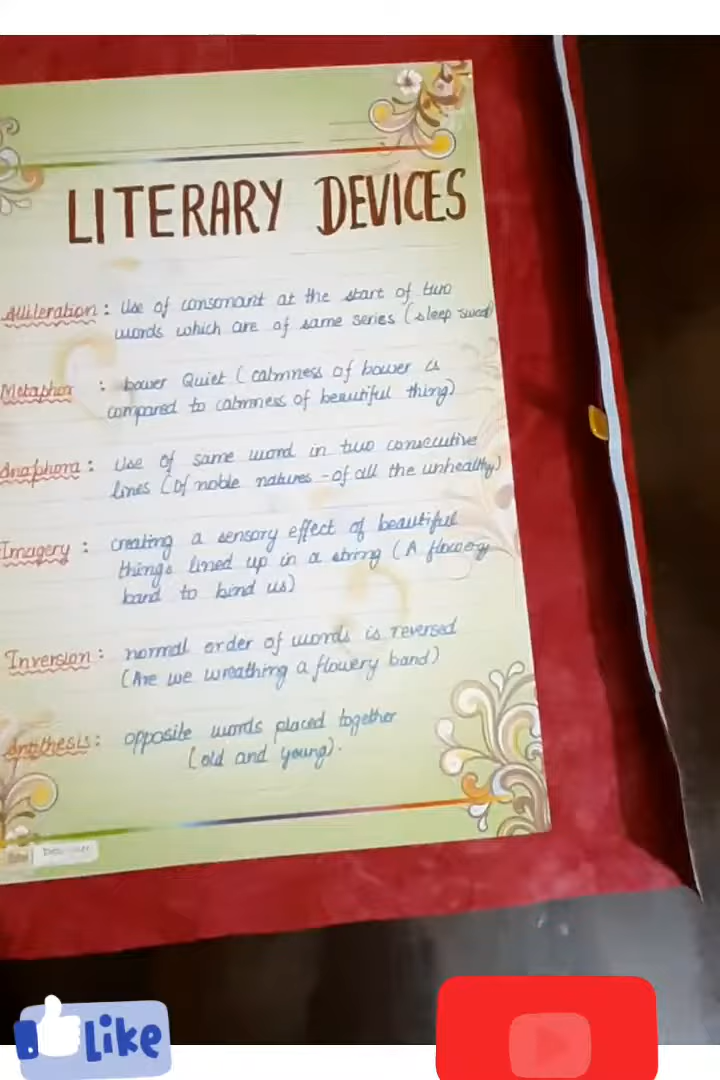 LITERARY DEVICES
Alliteration : Use of consonant at the start of two
words which are of same series (sleep sweet)
Metaphor : bower Quiet (calmness of bower is
compared to calmness of beautiful thing)
Anaphora : Use of same word in two consecutive
lines (Of noble natures - of all the unhealthy)
Imagery : creating a sensory effect of beautiful
things lined up in a string (A flowery
band to bind us)
Inversion : normal order of words is reversed
(Are we wreathing a flowery band)
Antithesis : opposite words placed together
(old and young).
Like